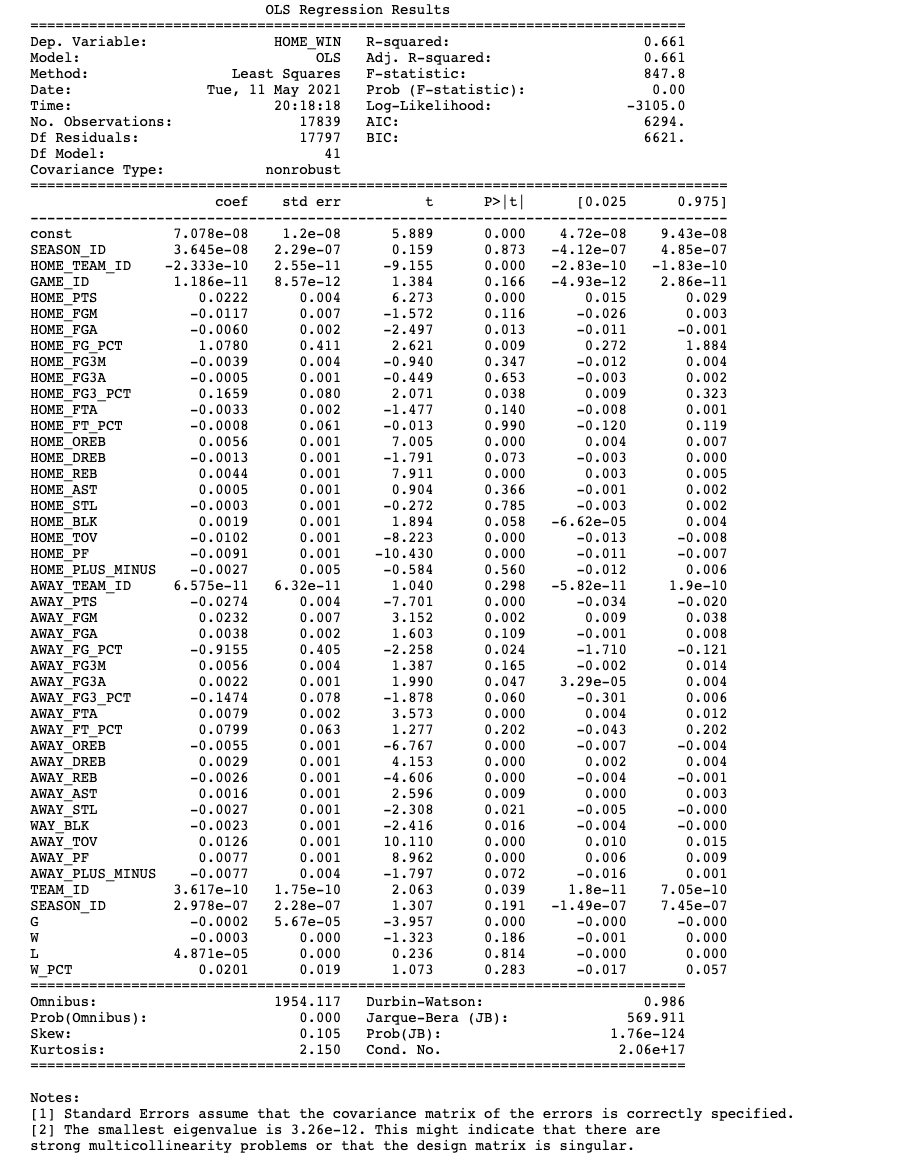 OLS Regression Results
==============================================================================
Dep. Variable: HOME_WIN R-squared: 0.661
Model: OLS Adj. R-squared: 0.661
Method: Least Squares F-statistic: 847.8
Date: Tue, 11 May 2021 Prob (F-statistic): 0.00
Time: 20:18:18 Log-Likelihood: -3105.0
No. Observations: 17839 AIC: 6294.
Df Residuals: 17797 BIC: 6621.
Df Model: 41
Covariance Type: nonrobust
===================================================================================
coef std err t P>|t| [0.025 0.975]
-----------------------------------------------------------------------------------
const 7.078e-08 1.2e-08 5.889 0.000 4.72e-08 9.43e-08
SEASON_ID 3.645e-08 2.29e-07 0.159 0.873 -4.12e-07 4.85e-07
HOME_TEAM_ID -2.333e-10 2.55e-11 -9.155 0.000 -2.83e-10 -1.83e-10
GAME_ID 1.186e-11 8.57e-12 1.384 0.166 -4.93e-12 2.86e-11
HOME_PTS 0.0222 0.004 6.273 0.000 0.015 0.029
HOME_FGM -0.0117 0.007 -1.572 0.116 -0.026 0.003
HOME_FGA -0.0060 0.002 -2.497 0.013 -0.011 -0.001
HOME_FG_PCT 1.0780 0.411 2.621 0.009 0.272 1.884
HOME_FG3M -0.0039 0.004 -0.940 0.347 -0.012 0.004
HOME_FG3A -0.0005 0.001 -0.449 0.653 -0.003 0.002
HOME_FG3_PCT 0.1659 0.080 2.071 0.038 0.009 0.323
HOME_FTA -0.0033 0.002 -1.477 0.140 -0.008 0.001
HOME_FT_PCT -0.0008 0.061 -0.013 0.990 -0.120 0.119
HOME_OREB 0.0056 0.001 7.005 0.000 0.004 0.007
HOME_DREB -0.0013 0.001 -1.791 0.073 -0.003 0.000
HOME_REB 0.0044 0.001 7.911 0.000 0.003 0.005
HOME_AST 0.0005 0.001 0.904 0.366 -0.001 0.002
HOME_STL -0.0003 0.001 -0.272 0.785 -0.003 0.002
HOME_BLK 0.0019 0.001 1.894 0.058 -6.62e-05 0.004
HOME_TOV -0.0102 0.001 -8.223 0.000 -0.013 -0.008
HOME_PF -0.0091 0.001 -10.430 0.000 -0.011 -0.007
HOME_PLUS_MINUS -0.0027 0.005 -0.584 0.560 -0.012 0.006
AWAY_TEAM_ID 6.575e-11 6.32e-11 1.040 0.298 -5.82e-11 1.9e-10
AWAY_PTS -0.0274 0.004 -7.701 0.000 -0.034 -0.020
AWAY_FGM 0.0232 0.007 3.152 0.002 0.009 0.038
AWAY_FGA 0.0038 0.002 1.603 0.109 -0.001 0.008
AWAY_FG_PCT -0.9155 0.405 -2.258 0.024 -1.710 -0.121
AWAY_FG3M 0.0056 0.004 1.387 0.165 -0.002 0.014
AWAY_FG3A 0.0022 0.001 1.990 0.047 3.29e-05 0.004
AWAY_FG3_PCT -0.1474 0.078 -1.878 0.060 -0.301 0.006
AWAY_FTA 0.0079 0.002 3.573 0.000 0.004 0.012
AWAY_FT_PCT 0.0799 0.063 1.277 0.202 -0.043 0.202
AWAY_OREB -0.0055 0.001 -6.767 0.000 -0.007 -0.004
AWAY_DREB 0.0029 0.001 4.153 0.000 0.002 0.004
AWAY_REB -0.0026 0.001 -4.606 0.000 -0.004 -0.001
AWAY_AST 0.0016 0.001 2.596 0.009 0.000 0.003
AWAY_STL -0.0027 0.001 -2.308 0.021 -0.005 -0.000
WAY_BLK -0.0023 0.001 -2.416 0.016 -0.004 -0.000
AWAY_TOV 0.0126 0.001 10.110 0.000 0.010 0.015
AWAY_PF 0.0077 0.001 8.962 0.000 0.006 0.009
AWAY_PLUS_MINUS -0.0077 0.004 -1.797 0.072 -0.016 0.001
TEAM_ID 3.617e-10 1.75e-10 2.063 0.039 1.8e-11 7.05e-10
SEASON_ID 2.978e-07 2.28e-07 1.307 0.191 -1.49e-07 7.45e-07
G -0.0002 5.67e-05 -3.957 0.000 -0.000 -0.000
W -0.0003 0.000 -1.323 0.186 -0.001 0.000
L 4.871e-05 0.000 0.236 0.814 -0.000 0.000
W_PCT 0.0201 0.019 1.073 0.283 -0.017 0.057
==============================================================================
Omnibus: 1954.117 Durbin-Watson: 0.986
Prob(Omnibus): 0.000 Jarque-Bera (JB): 569.911
Skew: 0.105 Prob(JB): 1.76e-124
Kurtosis: 2.150 Cond. No. 2.06e+17
==============================================================================
Notes:
[1] Standard Errors assume that the covariance matrix of the errors is correctly specified.
[2] The smallest eigenvalue is 3.26e-12. This might indicate that there are
strong multicollinearity problems or that the design matrix is singular.